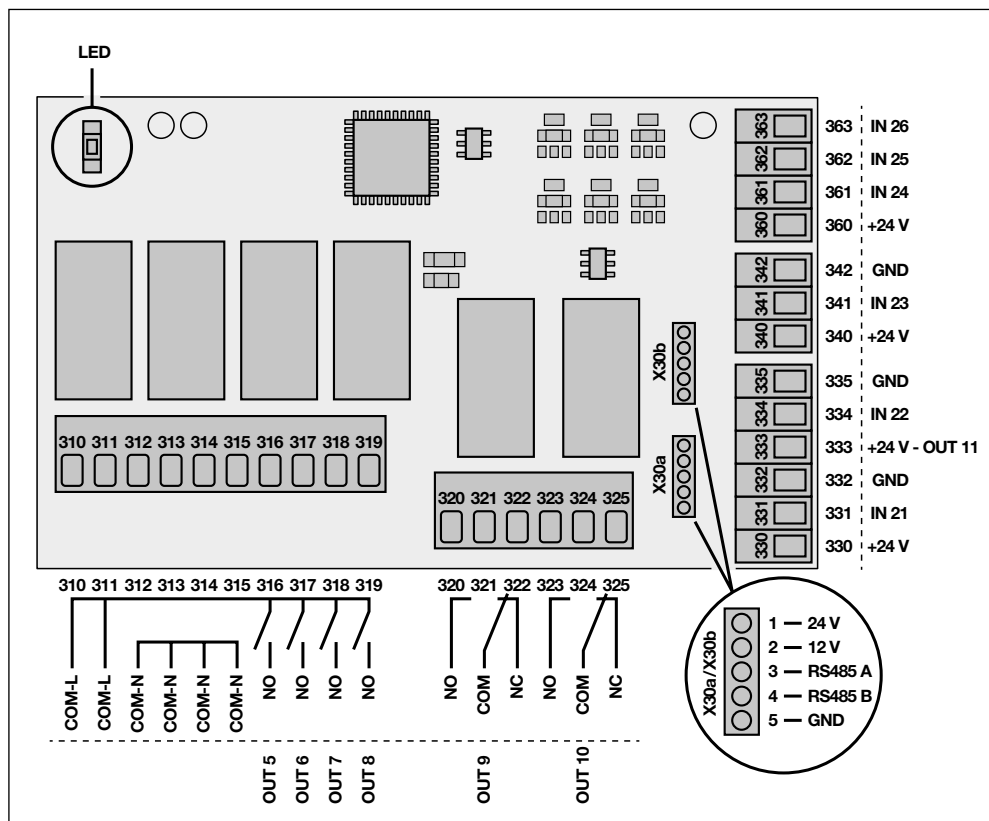 LED
363 363 IN 26
362 362 IN 25
361 361 IN 24
360 360 +24 V
342 342 GND
341 341 IN 23
340 340 +24 V
X30b
335 335 GND
334 334 IN 22
333 333 +24 V - OUT 11
332 332 GND
331 331 IN 21
330 330 +24 V
X30a
310 311 312 313 314 315 316 317 318 319
320 321 322 323 324 325
310 311 312 313 314 315 316 317 318 319
320 321 322 323 324 325
COM-L COM-L COM-N COM-N COM-N COM-N NO NO NO NO
NO COM NC NO COM NC
OUT 5 OUT 6 OUT 7 OUT 8
OUT 9 OUT 10
X30a/X30b
1 — 24 V
2 — 12 V
3 — RS485 A
4 — RS485 B
5 — GND